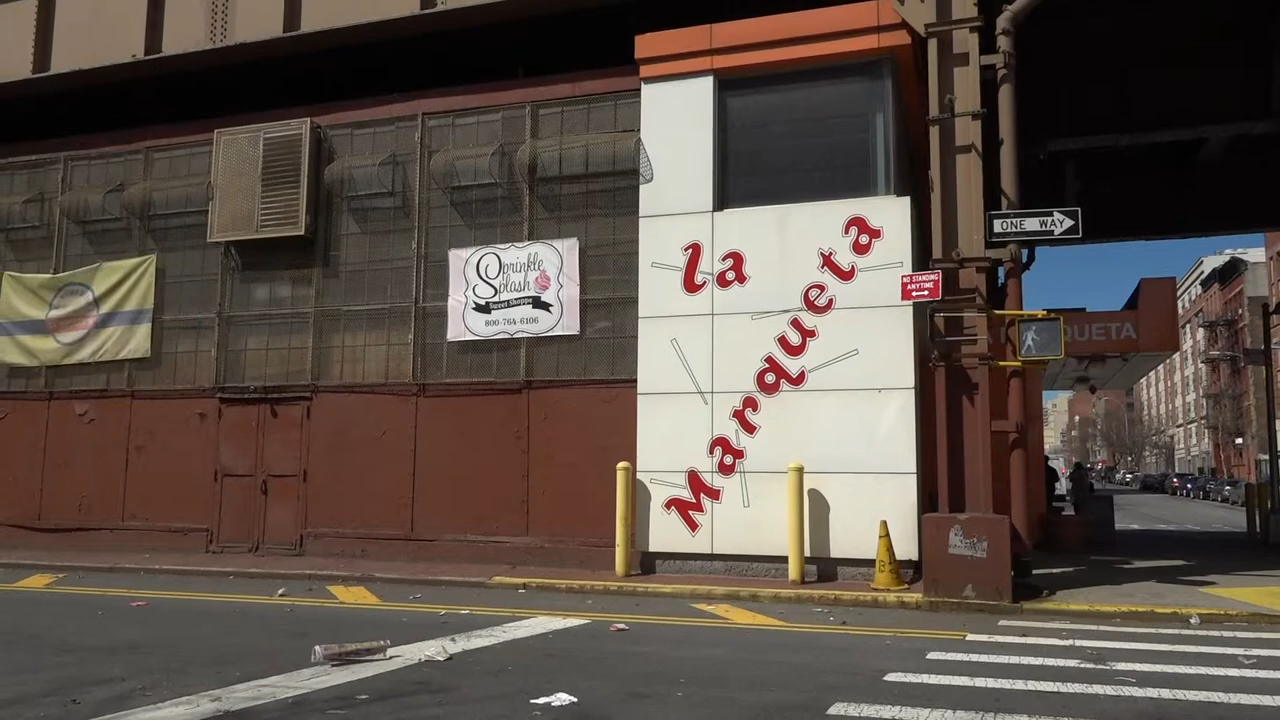 la
Marqueta
Sprinkle
Splash
Sweet Shoppe
800-764-6106
ONE WAY
NO STANDING
ANYTIME
QUETA